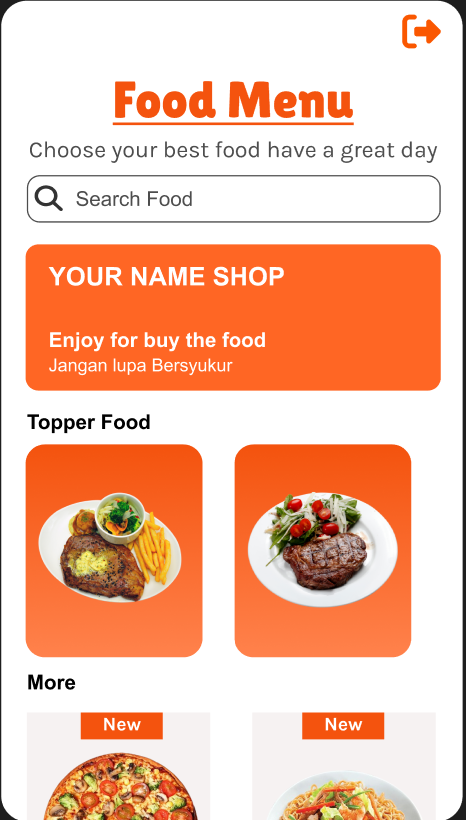 Food Menu
Choose your best food have a great day
Search Food
YOUR NAME SHOP
Enjoy for buy the food
Jangan lupa Bersyukur
Topper Food
More
New
New